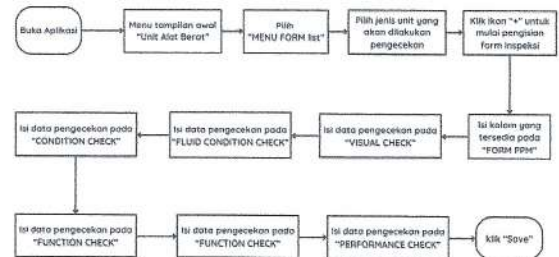 Buka Aplikasi
Menu tampilan awal
"Unit Alat Berat"
Pilih
"MENU FORM list"
Pilih jenis unit yang
akan dilakukan
pengecekan
Klik ikon "+" untuk
mulai pengisian
form inspeksi
Isi kolom yang
tersedia pada
"FORM PPM"
Isi data pengecekan pada
"VISUAL CHECK"
Isi data pengecekan pada
"FLUID CONDITION CHECK"
Isi data pengecekan pada
"CONDITION CHECK"
Isi data pengecekan pada
"FUNCTION CHECK"
Isi data pengecekan pada
"FUNCTION CHECK"
Isi data pengecekan pada
"PERFORMANCE CHECK"
klik "Save"